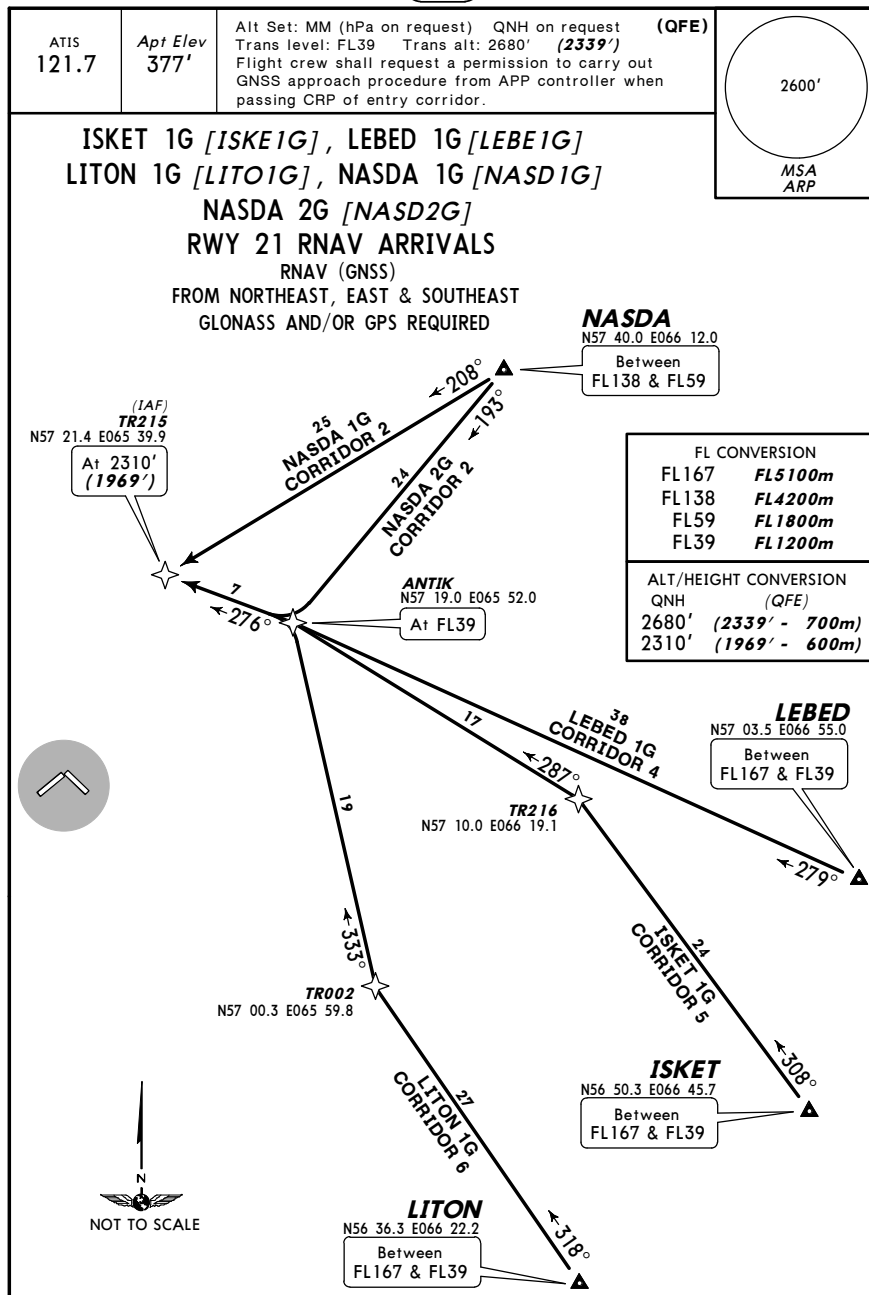 ATIS
121.7
Apt Elev
377'
Alt Set: MM (hPa on request) QNH on request (QFE)
Trans level: FL39 Trans alt: 2680' (2339')
Flight crew shall request a permission to carry out
GNSS approach procedure from APP controller when
passing CRP of entry corridor.
2600'
MSA
ARP
ISKET 1G [ISKE1G], LEBED 1G [LEBE1G]
LITON 1G [LITO1G], NASDA 1G [NASD1G]
NASDA 2G [NASD2G]
RWY 21 RNAV ARRIVALS
RNAV (GNSS)
FROM NORTHEAST, EAST & SOUTHEAST
GLONASS AND/OR GPS REQUIRED
NASDA
N57 40.0 E066 12.0
Between
FL138 & FL59
208°
193°
25
NASDA 1G
CORRIDOR 2
24
NASDA 2G
CORRIDOR 2
(IAF)
TR215
N57 21.4 E065 39.9
At 2310'
(1969')
FL CONVERSION
FL167 FL5100m
FL138 FL4200m
FL59 FL1800m
FL39 FL1200m
ALT/HEIGHT CONVERSION
QNH (QFE)
2680' (2339' - 700m)
2310' (1969' - 600m)
7
276°
ANTIK
N57 19.0 E065 52.0
At FL39
38
LEBED 1G
CORRIDOR 4
LEBED
N57 03.5 E066 55.0
Between
FL167 & FL39
279°
17
287°
TR216
N57 10.0 E066 19.1
19
333°
TR002
N57 00.3 E065 59.8
24
ISKET 1G
CORRIDOR 5
308°
ISKET
N56 50.3 E066 45.7
Between
FL167 & FL39
27
LITON 1G
CORRIDOR 6
318°
LITON
N56 36.3 E066 22.2
Between
FL167 & FL39
N
NOT TO SCALE